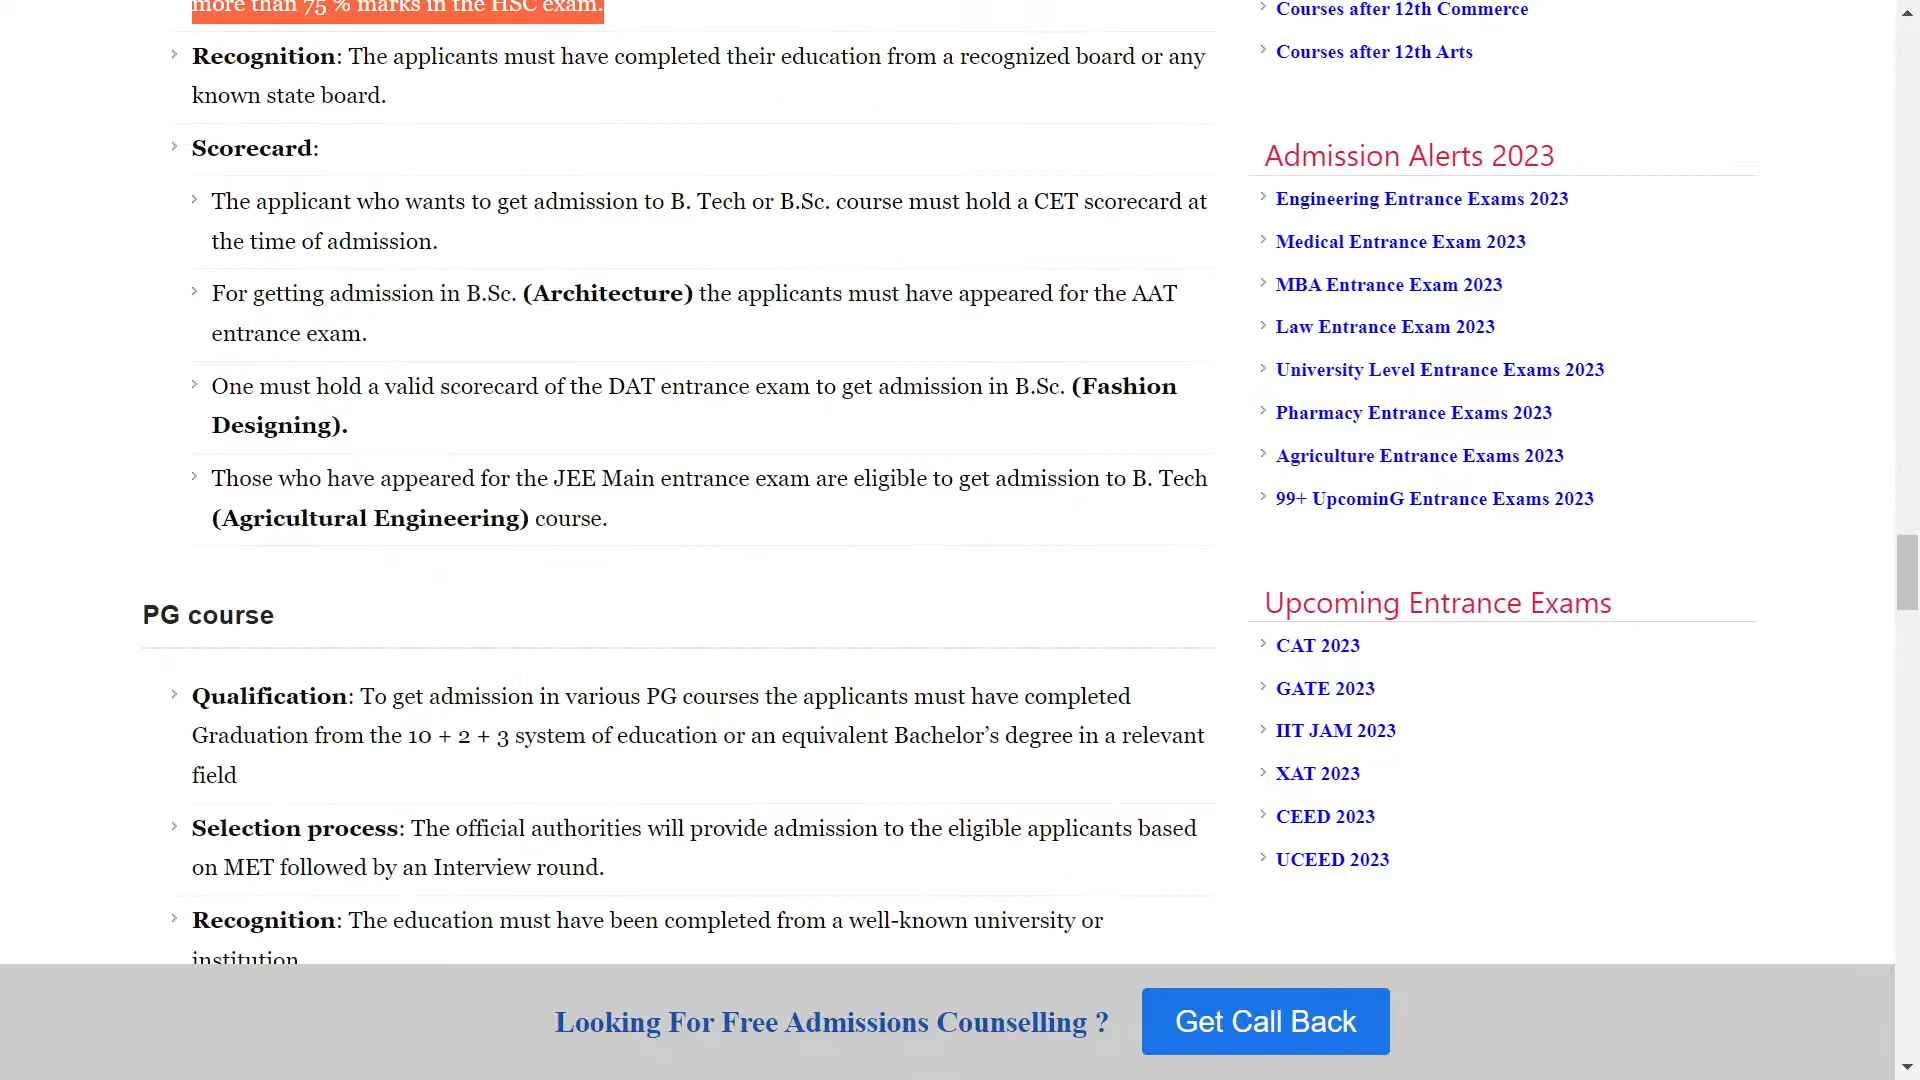 more than 75 % marks in the HSC exam.
Recognition: The applicants must have completed their education from a recognized board or any
known state board.
Scorecard:
The applicant who wants to get admission to B. Tech or B.Sc. course must hold a CET scorecard at
the time of admission.
For getting admission in B.Sc. (Architecture) the applicants must have appeared for the AAT
entrance exam.
One must hold a valid scorecard of the DAT entrance exam to get admission in B.Sc. (Fashion
Designing).
Those who have appeared for the JEE Main entrance exam are eligible to get admission to B. Tech
(Agricultural Engineering) course.
PG course
Qualification: To get admission in various PG courses the applicants must have completed
Graduation from the 10 + 2 + 3 system of education or an equivalent Bachelor’s degree in a relevant
field
Selection process: The official authorities will provide admission to the eligible applicants based
on MET followed by an Interview round.
Recognition: The education must have been completed from a well-known university or
institution
Courses after 12th Commerce
Courses after 12th Arts
Admission Alerts 2023
Engineering Entrance Exams 2023
Medical Entrance Exam 2023
MBA Entrance Exam 2023
Law Entrance Exam 2023
University Level Entrance Exams 2023
Pharmacy Entrance Exams 2023
Agriculture Entrance Exams 2023
99+ UpcominG Entrance Exams 2023
Upcoming Entrance Exams
CAT 2023
GATE 2023
IIT JAM 2023
XAT 2023
CEED 2023
UCEED 2023
Looking For Free Admissions Counselling ?
Get Call Back